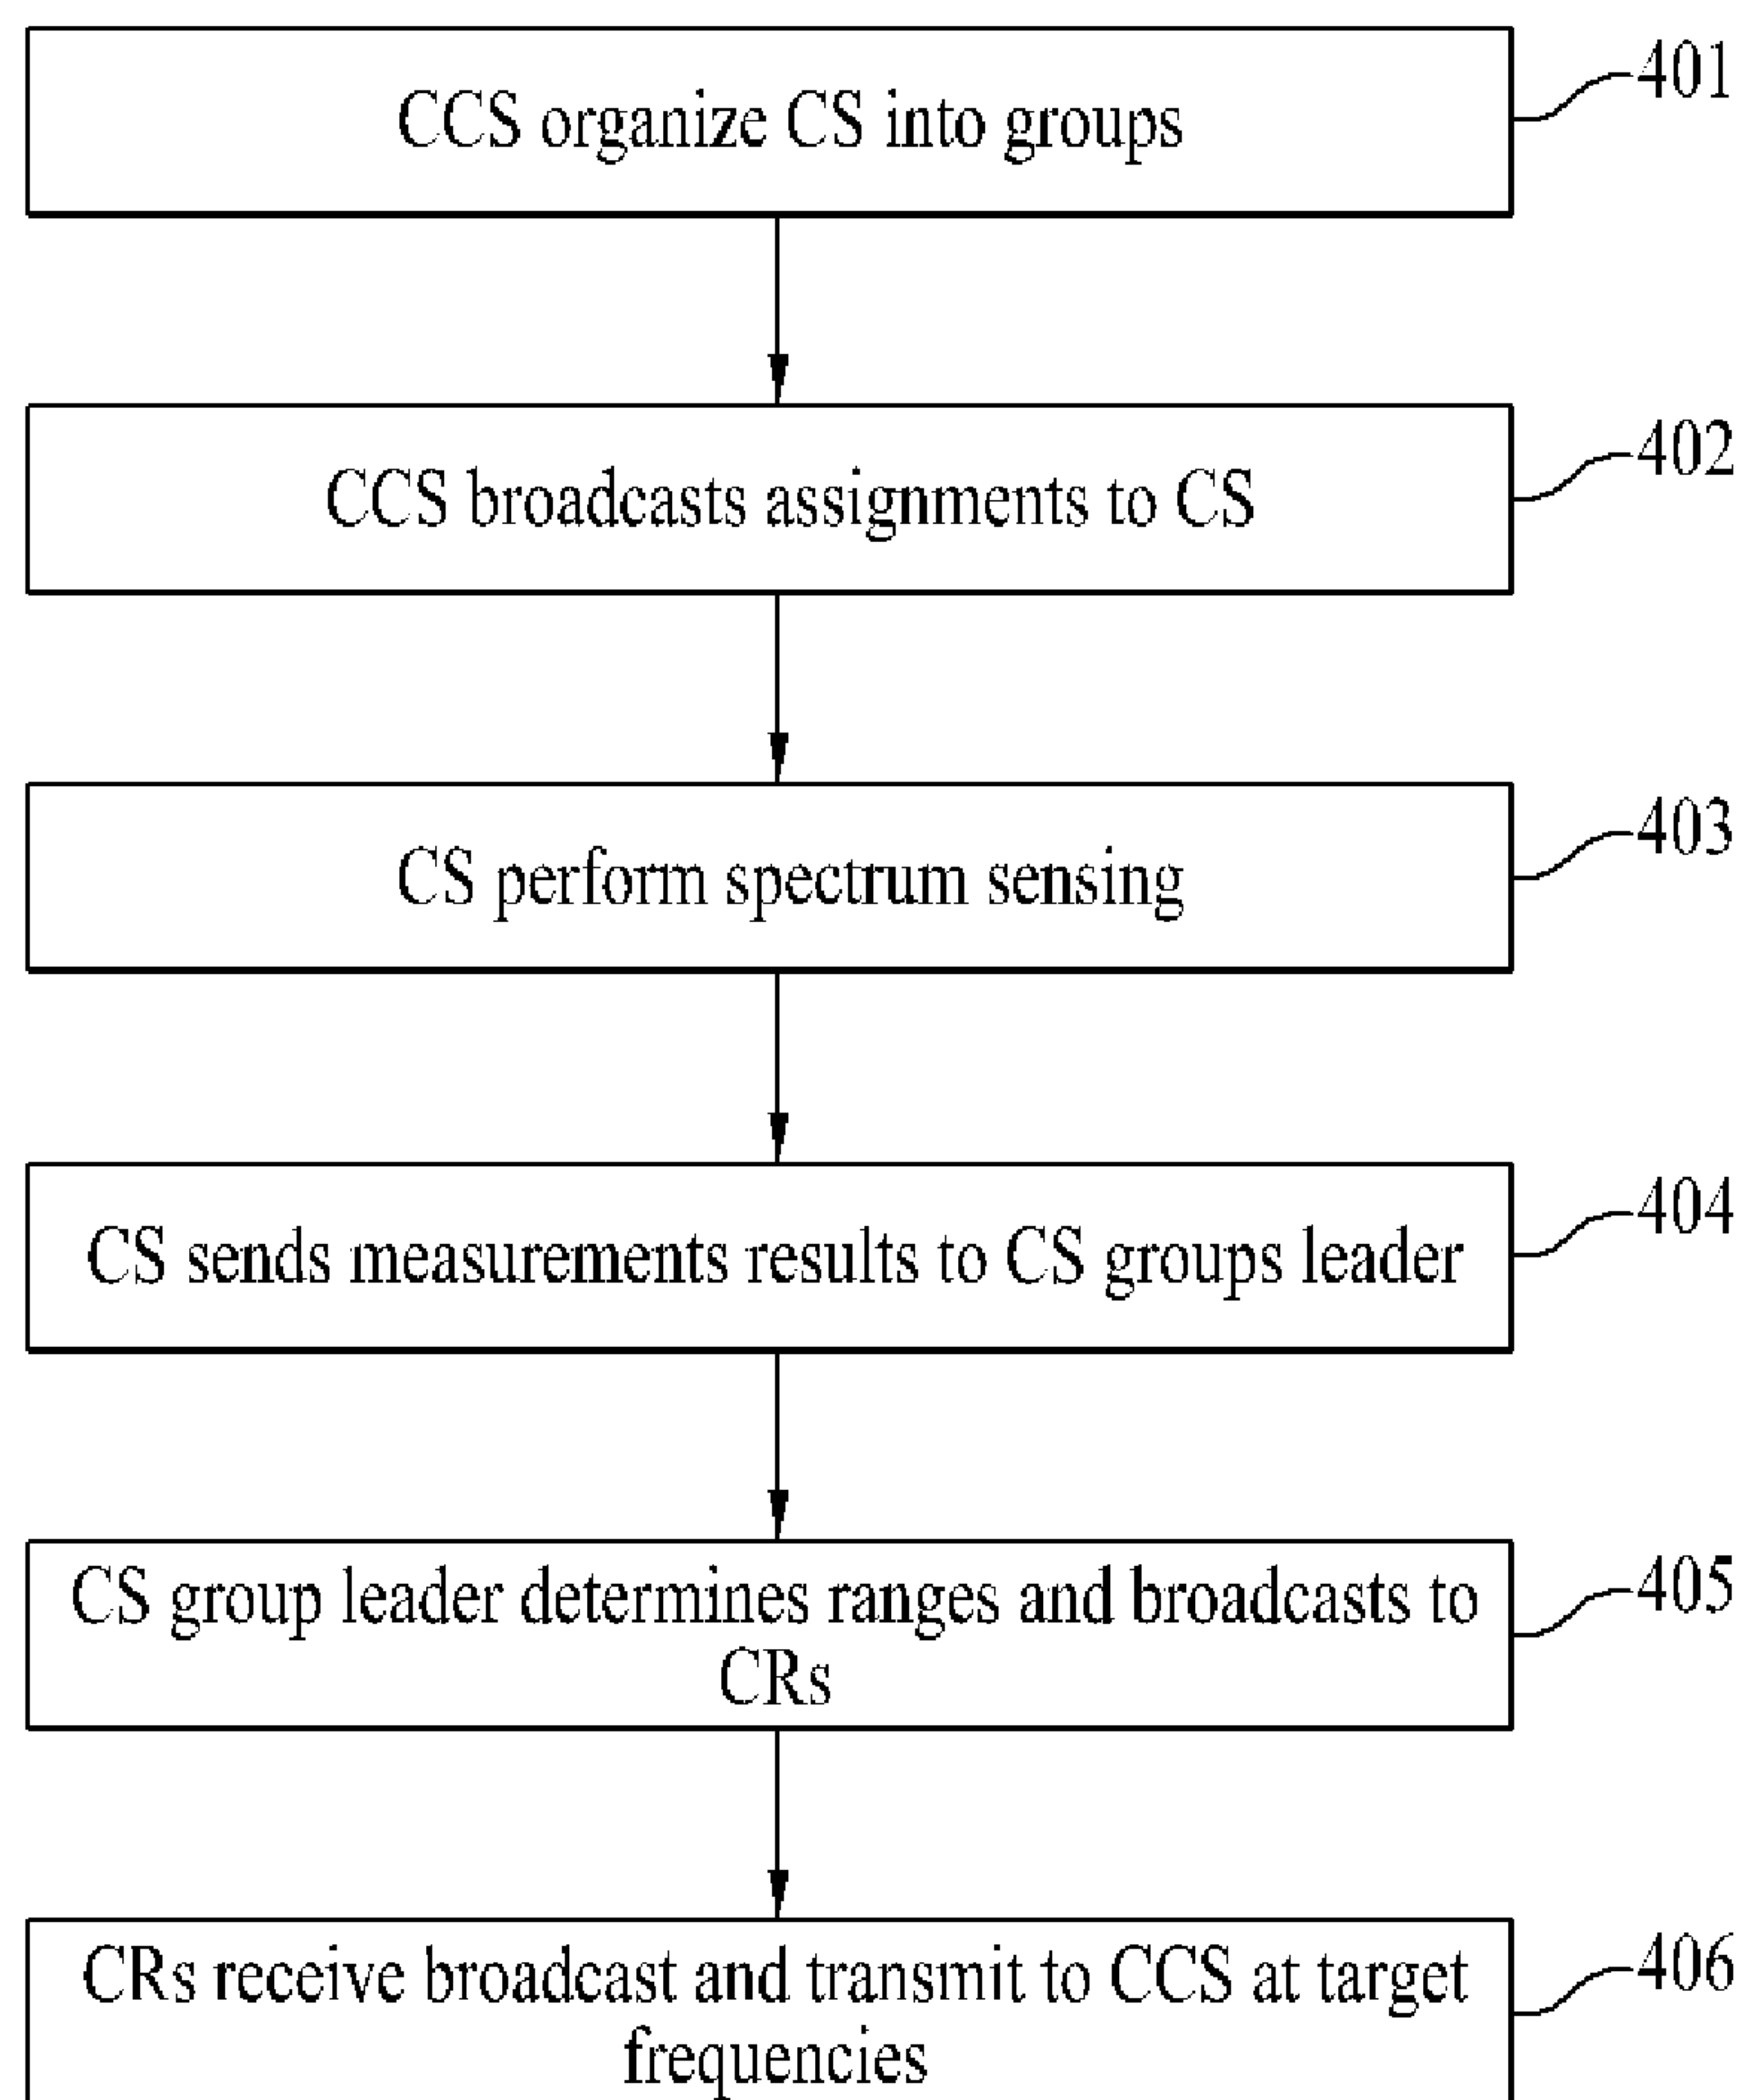 CCS organize CS into groups
401
CCS broadcasts assignments to CS
402
CS perform spectrum sensing
403
CS sends measurements results to CS groups leader
404
CS group leader determines ranges and broadcasts to
CRs
405
CRs receive broadcast and transmit to CCS at target
frequencies
406